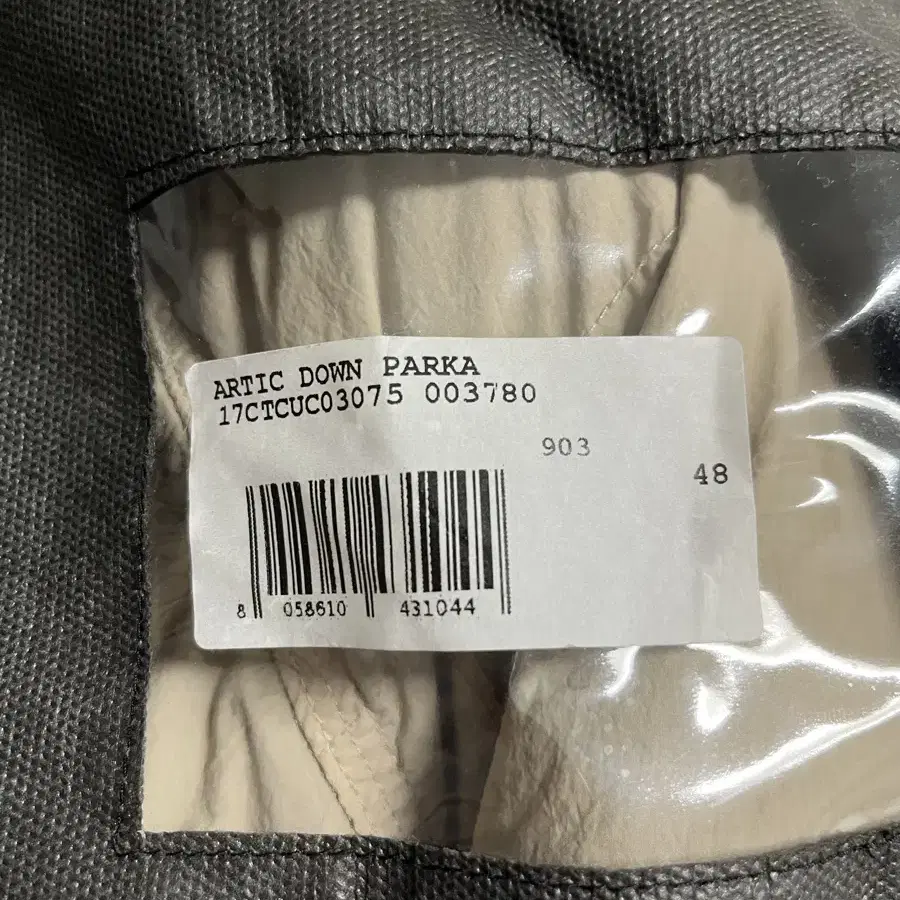 ARTIC DOWN PARKA
17CTCUC03075 003780
903
48
8 058610 431044